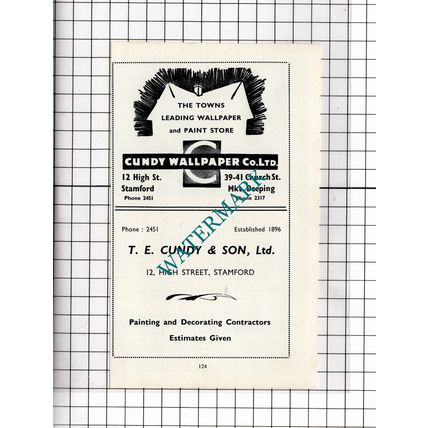 THE TOWNS
LEADING WALLPAPER
and PAINT STORE
CUNDY WALLPAPER Co. LTD.
C
12 High St. 39-41 Church St.
Stamford Mkt. Deeping
Phone 2451 Phone 2317
WATERMARK
Phone : 2451 Established 1896
T. E. CUNDY & SON, Ltd.
12, HIGH STREET, STAMFORD
Painting and Decorating Contractors
Estimates Given
124